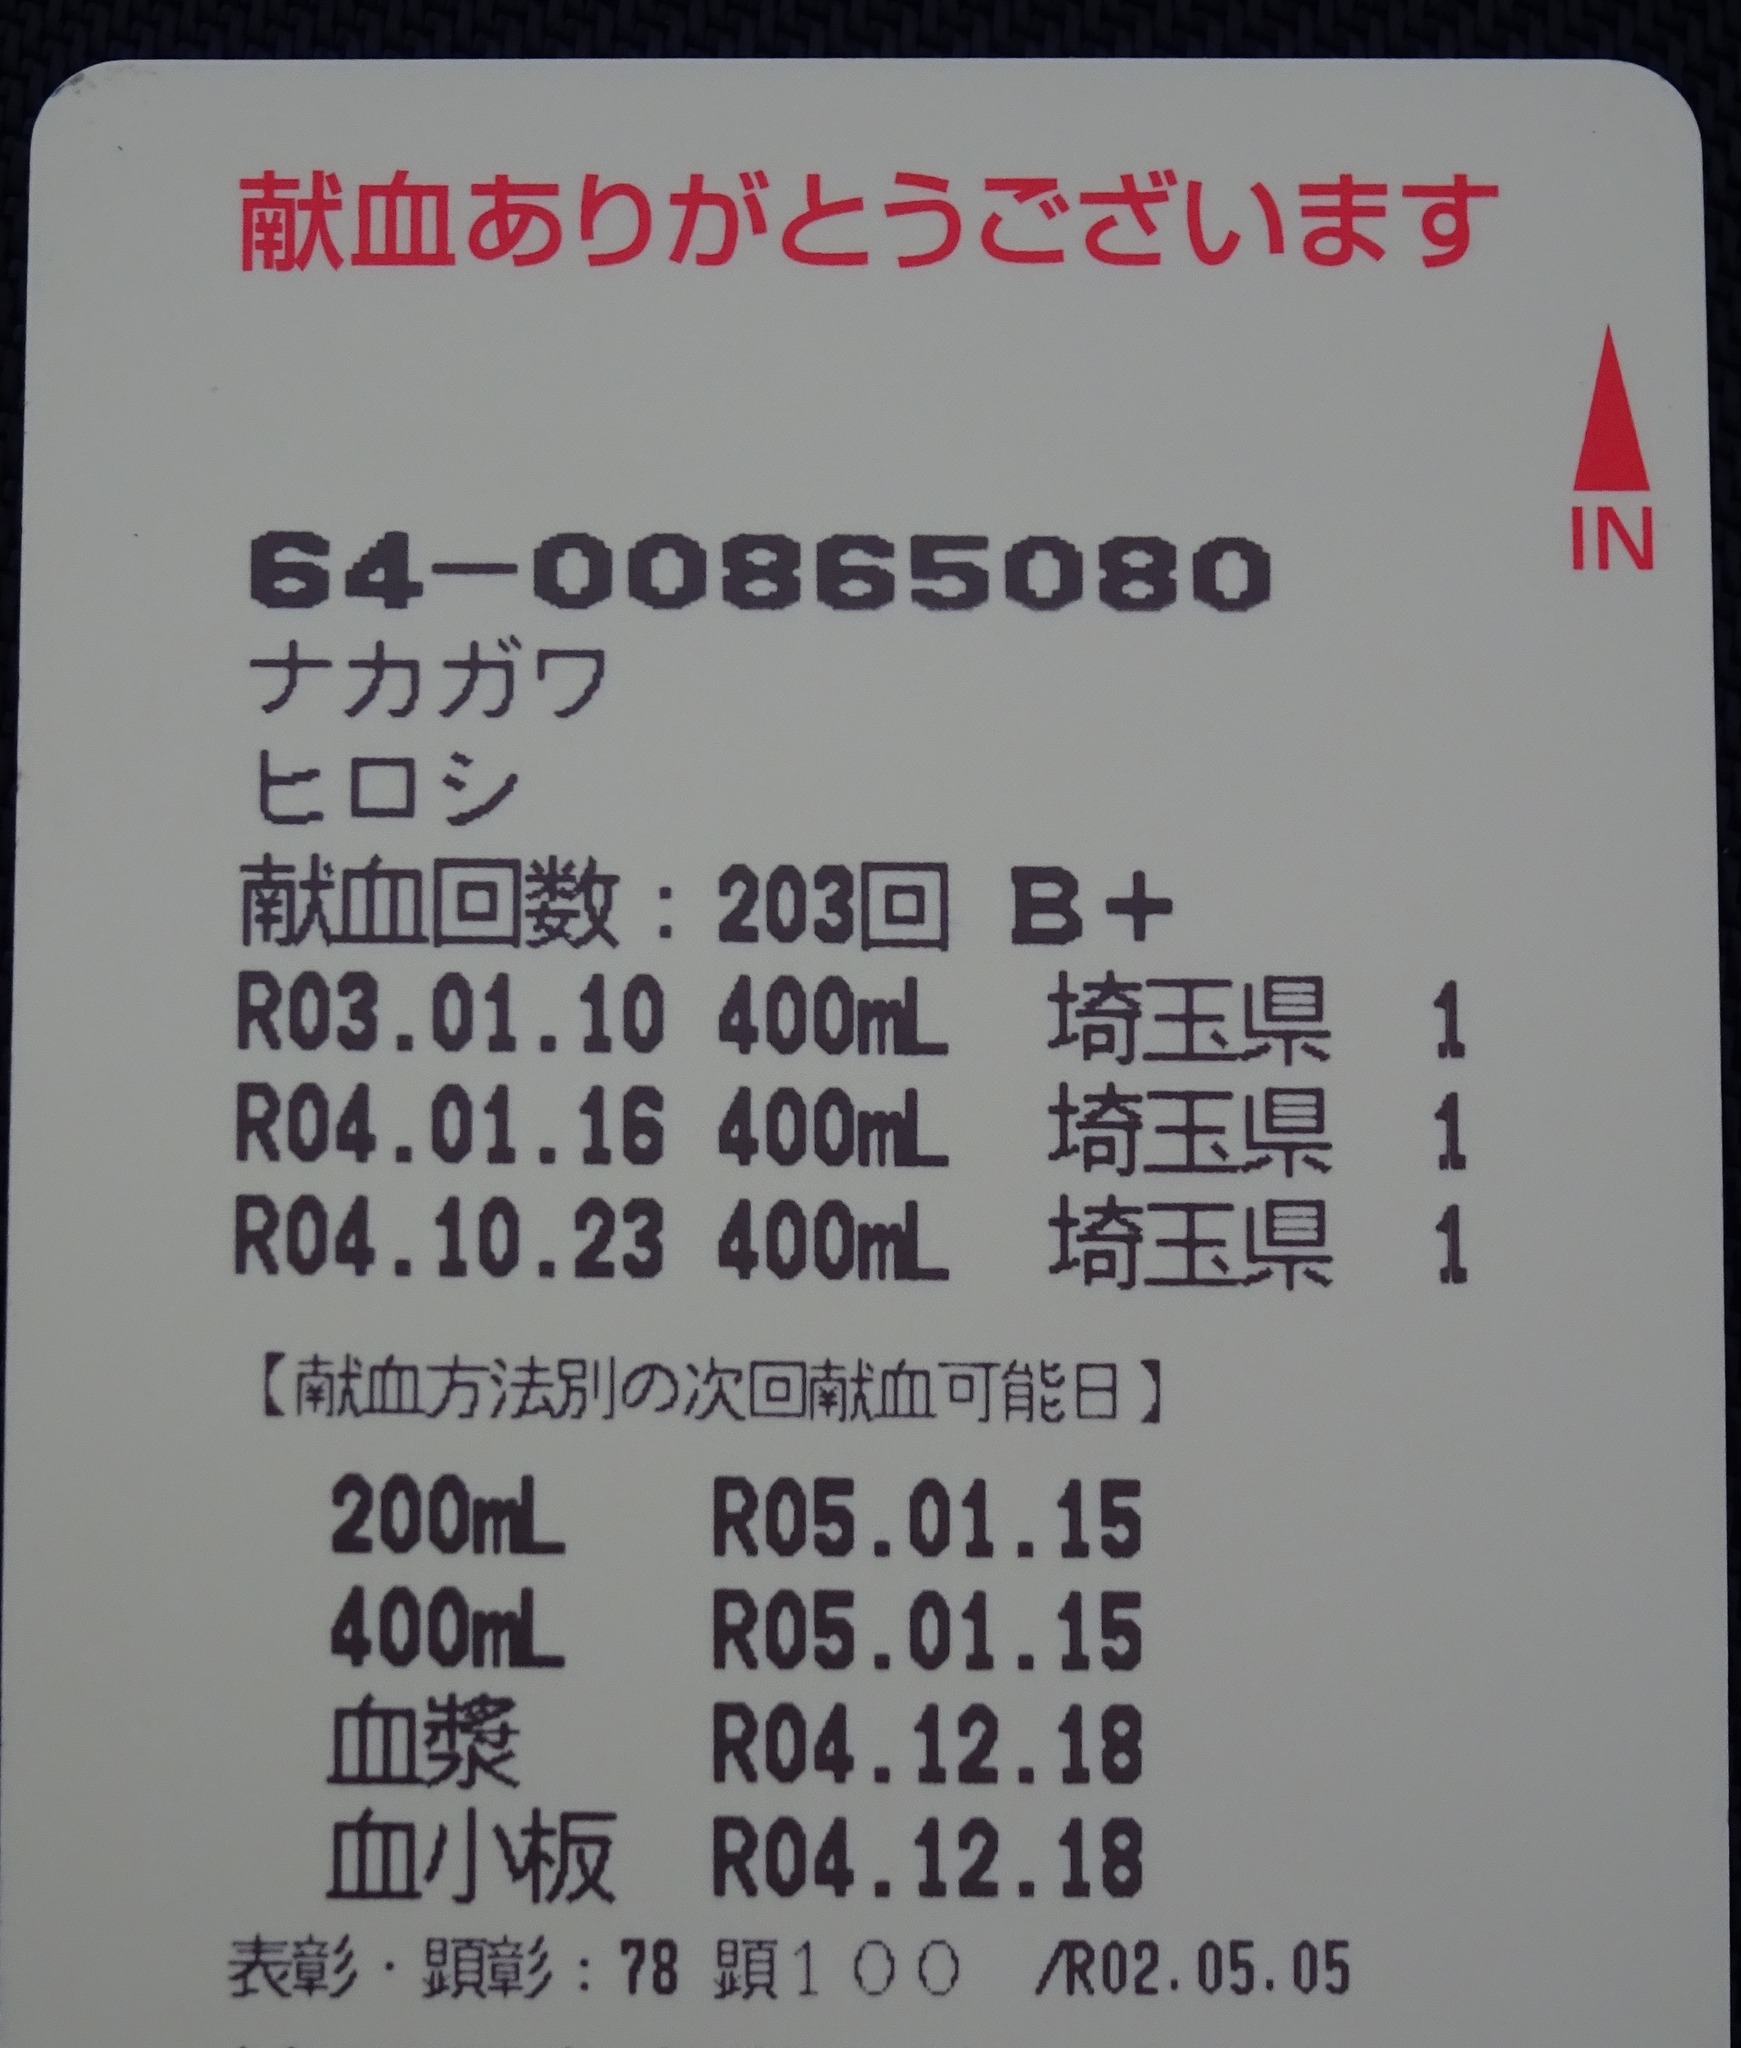 献血ありがとうございます
IN
64-00865080
ナカガワ
ヒロシ
献血回数：203回 B+
R03.01.10 400mL 埼玉県 1
R04.01.16 400mL 埼玉県 1
R04.10.23 400mL 埼玉県 1
【献血方法別の次回献血可能日】
200mL R05.01.15
400mL R05.01.15
血漿 R04.12.18
血小板 R04.12.18
表彰・顕彰：78 顕１００ /R02.05.05